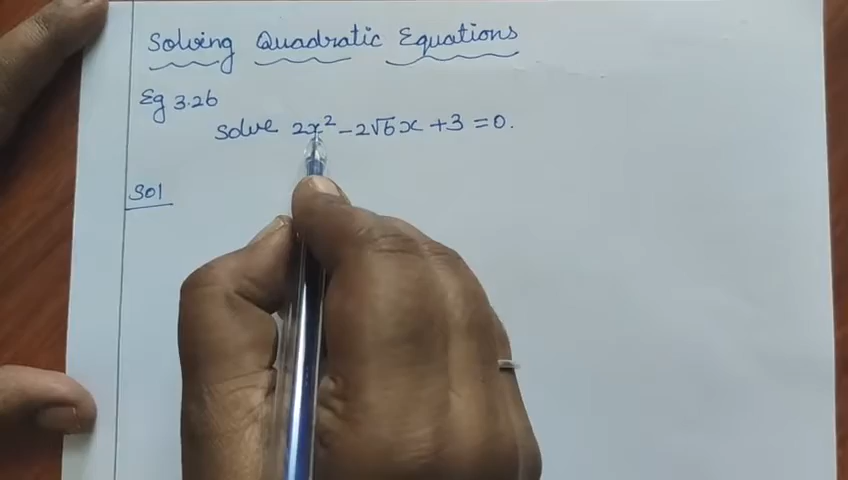 Solving Quadratic Equations
Eg 3.26
Solve 2x² - 2√6x + 3 = 0.
Sol